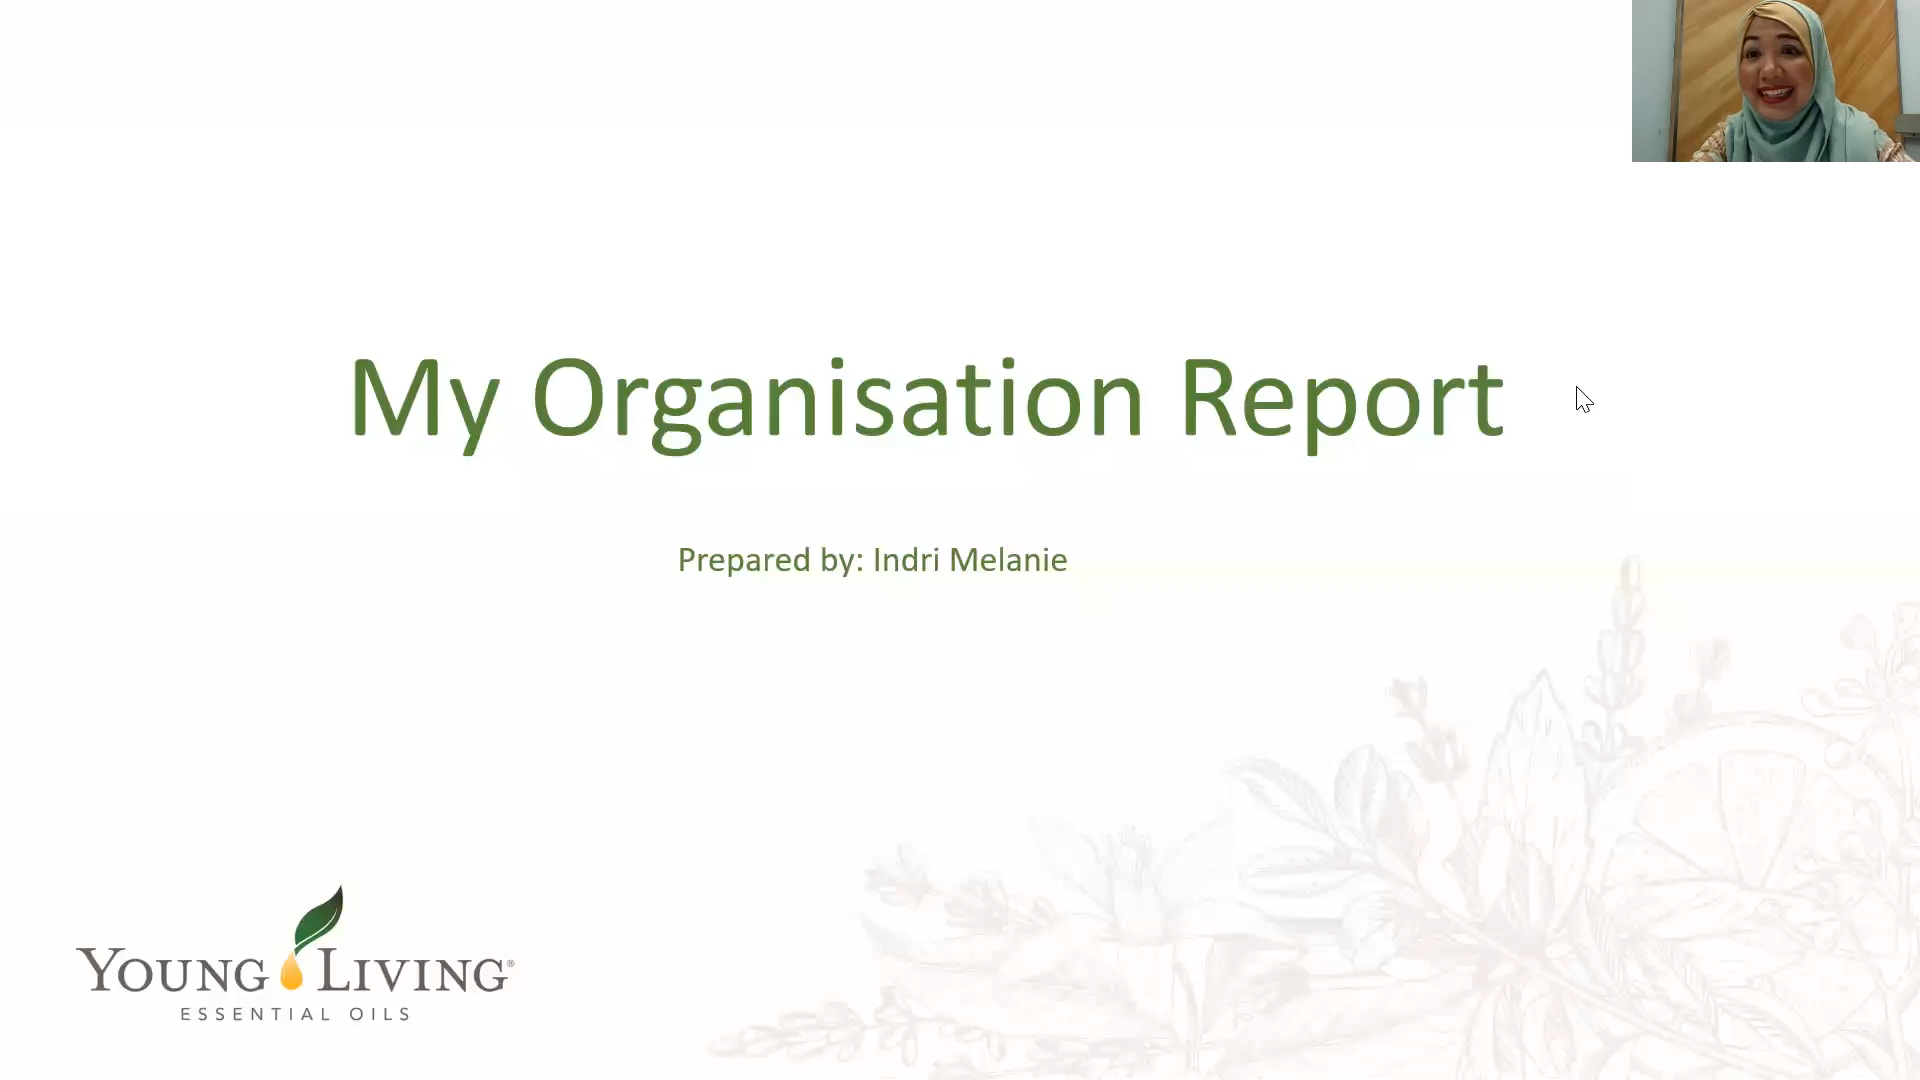 My Organisation Report
Prepared by: Indri Melanie
YOUNG LIVING®
ESSENTIAL OILS